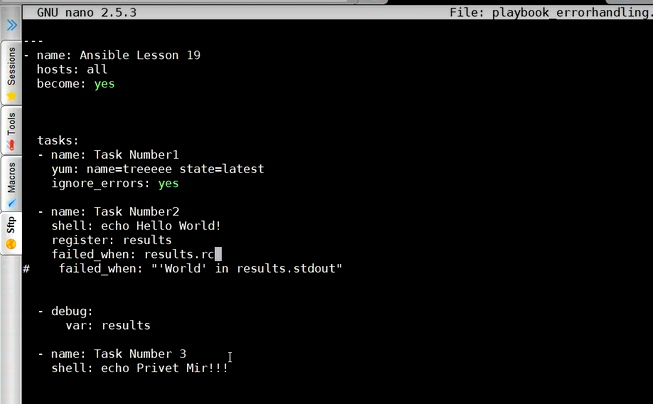 GNU nano 2.5.3 File: playbook_errorhandling.
---
- name: Ansible Lesson 19
hosts: all
become: yes
tasks:
- name: Task Number1
yum: name=treeeee state=latest
ignore_errors: yes
- name: Task Number2
shell: echo Hello World!
register: results
failed_when: results.rc
# failed_when: "'World' in results.stdout"
- debug:
var: results
- name: Task Number 3
shell: echo Privet Mir!!!
Sessions
Tools
Macros
Sftp